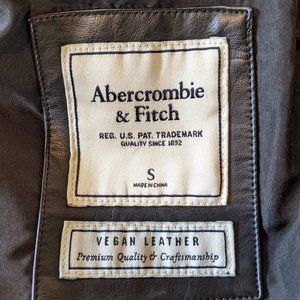 Abercrombie
& Fitch
REG. U.S. PAT. TRADEMARK
QUALITY SINCE 1892
S
MADE IN CHINA
VEGAN LEATHER
Premium Quality & Craftsmanship